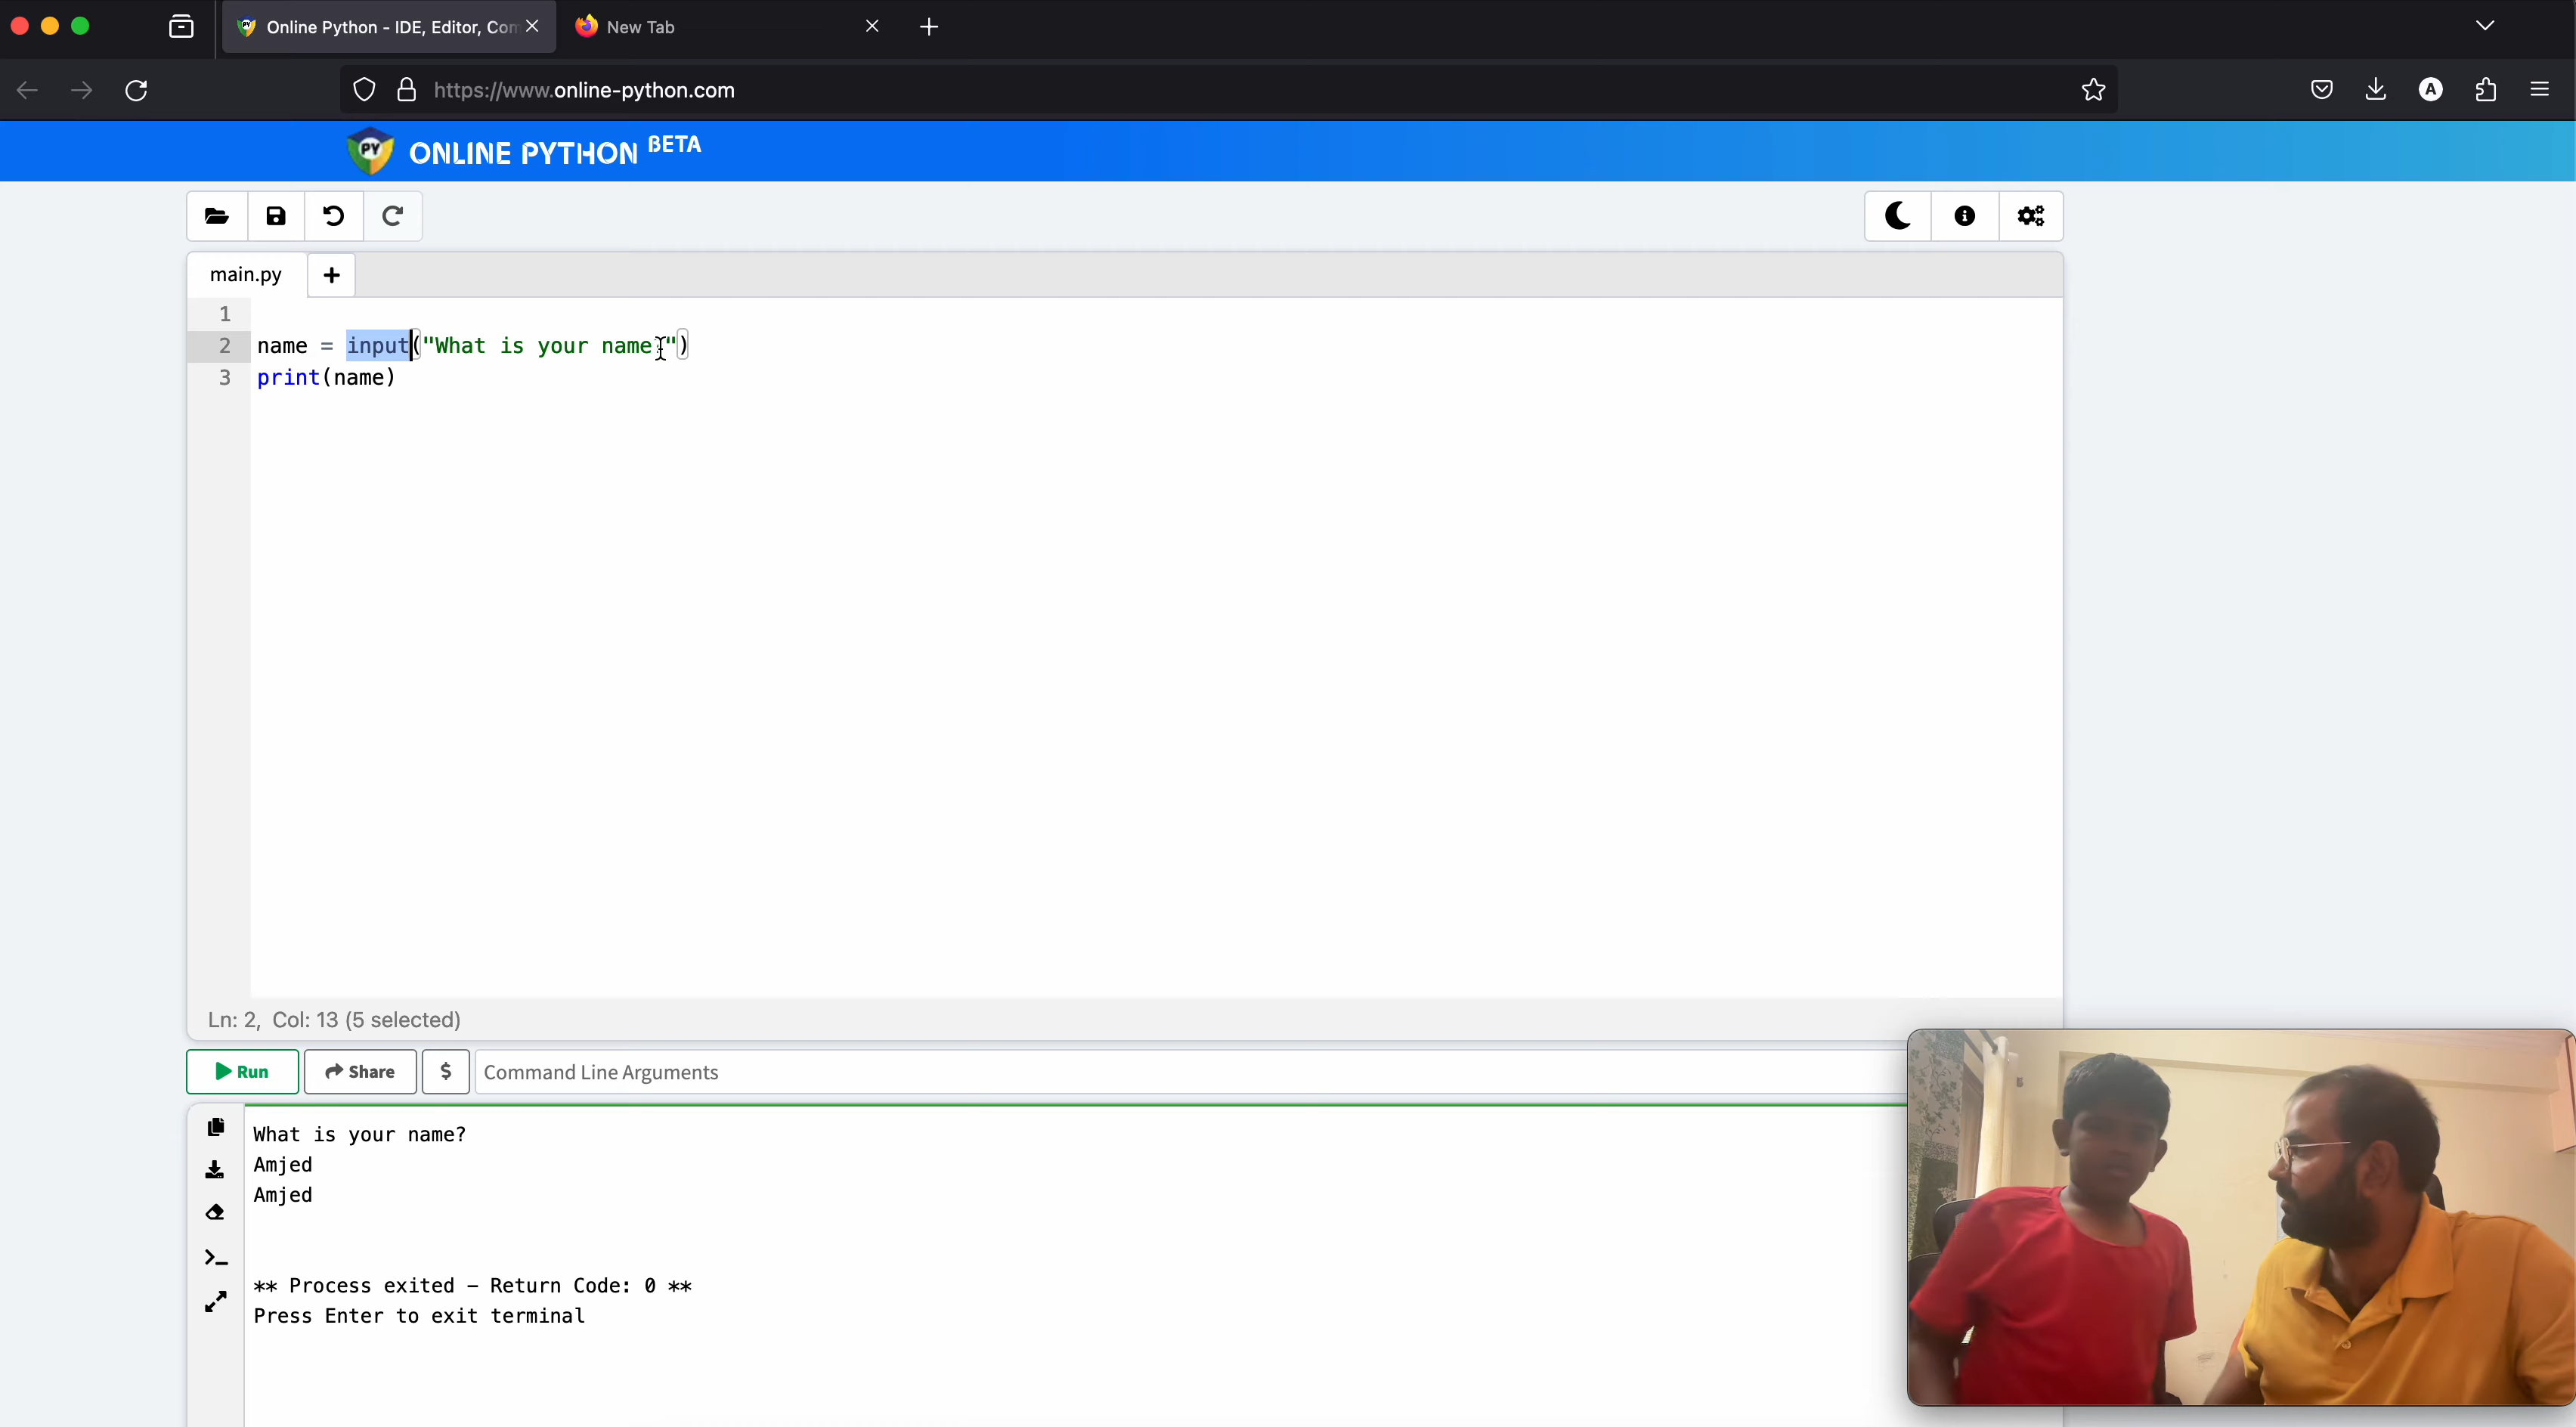 Online Python - IDE, Editor, Com
New Tab
https://www.online-python.com
PY ONLINE PYTHON BETA
main.py
1
2 name = input("What is your name?")
3 print(name)
Ln: 2, Col: 13 (5 selected)
Run Share $ Command Line Arguments
What is your name?
Amjed
Amjed
** Process exited - Return Code: 0 **
Press Enter to exit terminal